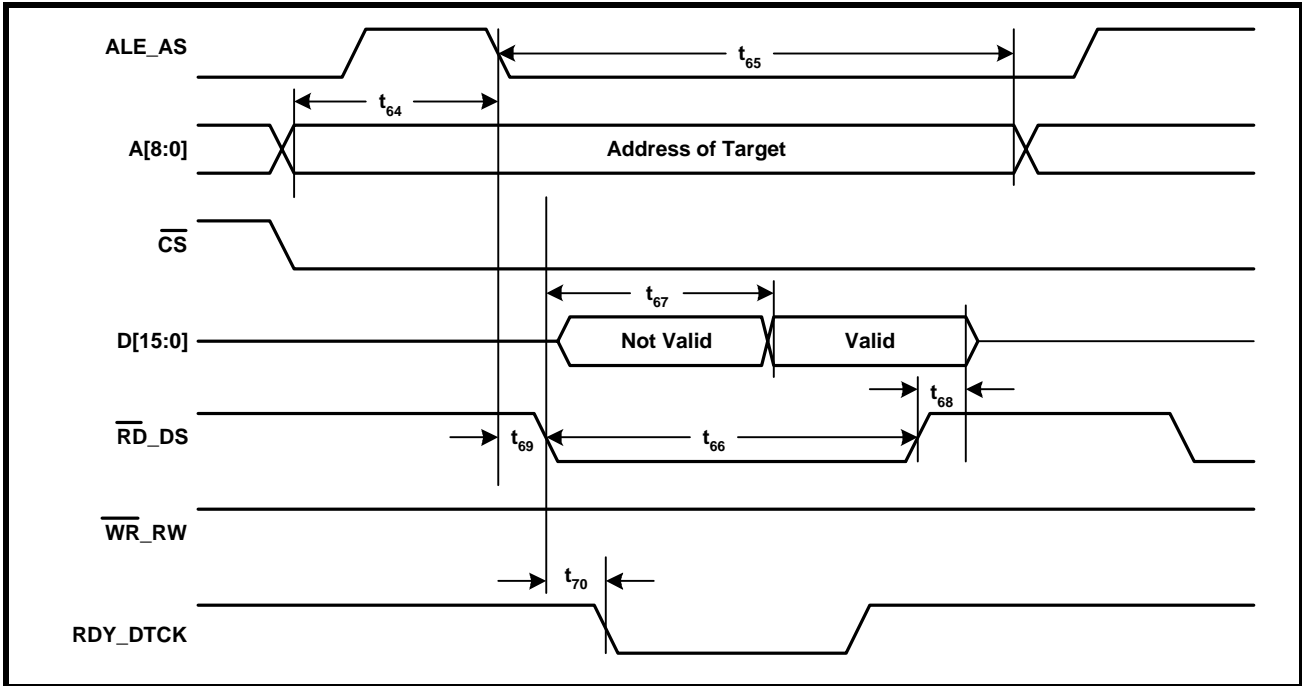 ALE_AS
t65
t64
A[8:0]
Address of Target
CS
t67
D[15:0]
Not Valid
Valid
t68
RD_DS
t69
t66
WR_RW
t70
RDY_DTCK